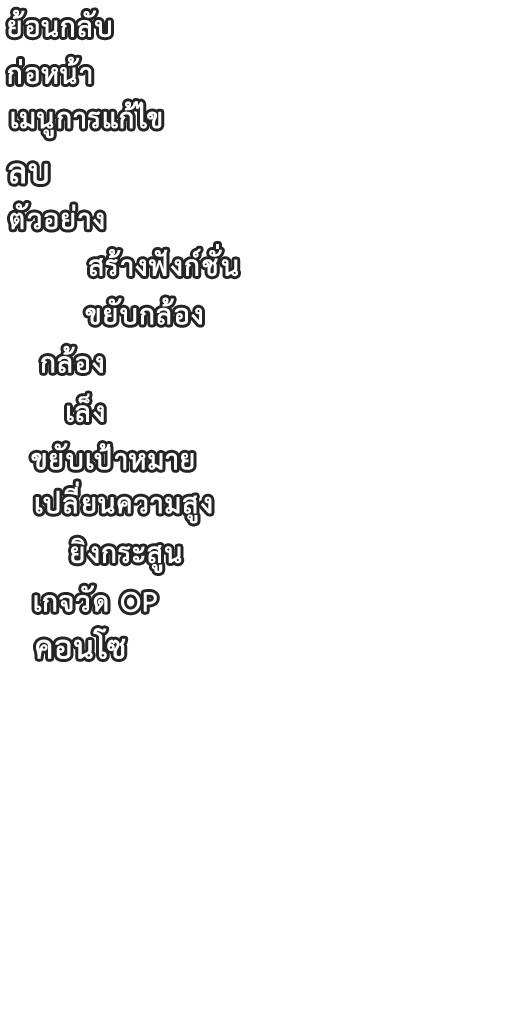 ย้อนกลับ
ก่อหน้า
เมนูการแก้ไข
ลบ
ตัวอย่าง
สร้างฟังก์ชั่น
ขยับกล้อง
กล้อง
เล็ง
ขยับเป้าหมาย
เปลี่ยนความสูง
ยิงกระสูน
เกจวัด OP
คอนโซ